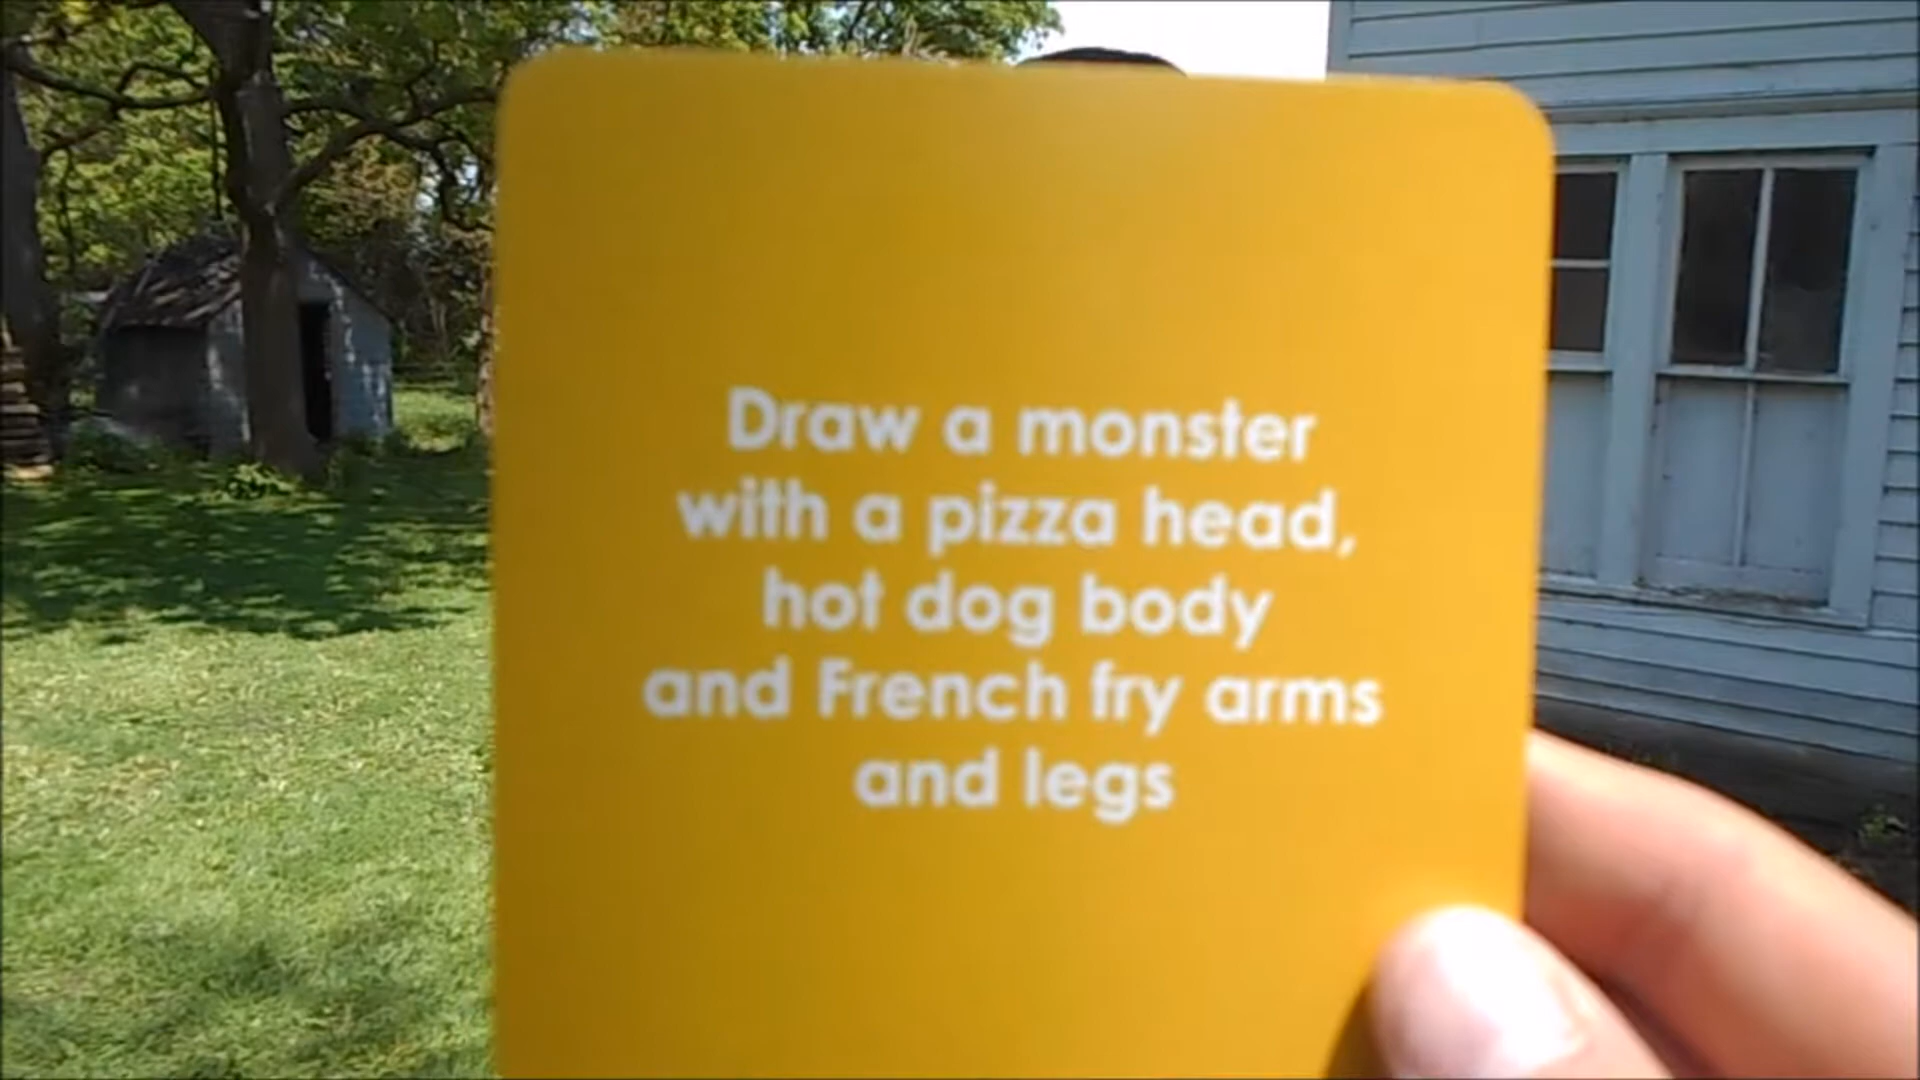 Draw a monster
with a pizza head,
hot dog body
and French fry arms
and legs